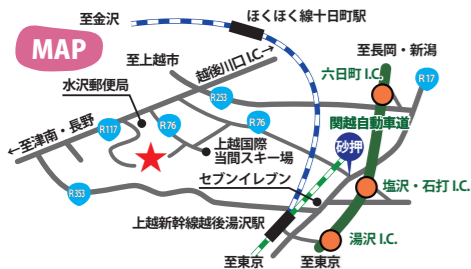 至金沢
ほくほく線十日町駅
MAP
至上越市
越後川口 I.C.→
至長岡・新潟
六日町 I.C.
R17
水沢郵便局
R253
関越自動車道
R117
R76
R76
砂押
←至津南・長野
上越国際
当間スキー場
セブンイレブン
塩沢・石打 I.C.
R353
上越新幹線越後湯沢駅
湯沢 I.C.
至東京
至東京